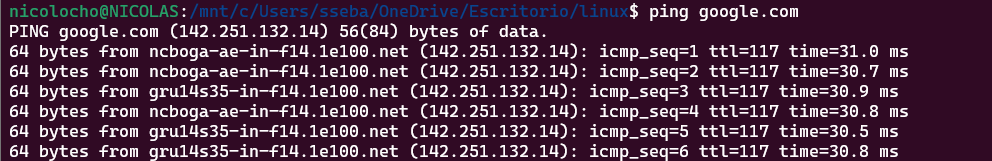 nicolocho@NICOLAS:/mnt/c/Users/sseba/OneDrive/Escritorio/linux$ ping google.com
PING google.com (142.251.132.14) 56(84) bytes of data.
64 bytes from ncboga-ae-in-f14.1e100.net (142.251.132.14): icmp_seq=1 ttl=117 time=31.0 ms
64 bytes from ncboga-ae-in-f14.1e100.net (142.251.132.14): icmp_seq=2 ttl=117 time=30.7 ms
64 bytes from gru14s35-in-f14.1e100.net (142.251.132.14): icmp_seq=3 ttl=117 time=30.9 ms
64 bytes from ncboga-ae-in-f14.1e100.net (142.251.132.14): icmp_seq=4 ttl=117 time=30.8 ms
64 bytes from gru14s35-in-f14.1e100.net (142.251.132.14): icmp_seq=5 ttl=117 time=30.5 ms
64 bytes from gru14s35-in-f14.1e100.net (142.251.132.14): icmp_seq=6 ttl=117 time=30.8 ms